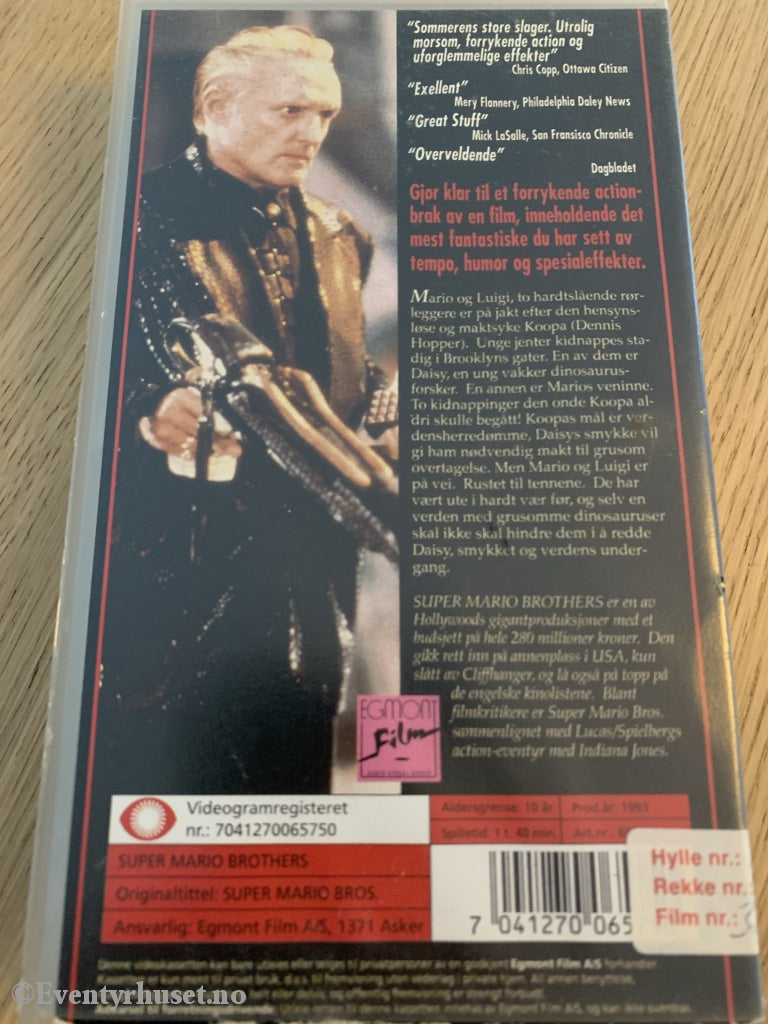 “Sommerens store slager. Utrolig
morsom, forrykende action og
uforglemmelige effekter”
Chris Copp, Ottawa Citizen
“Exellent”
Mery Flannery, Philadelphia Daley News
“Great Stuff”
Mick LaSalle, San Fransisco Chronicle
“Overveldende”
Dagbladet
Gjør klar til et forrykende action-
brak av en film, inneholdende det
mest fantastiske du har sett av
tempo, humor og spesialeffekter.
Mario og Luigi, to hardtslående rør-
leggere er på jakt efter den hensyns-
løse og maktsyke Koopa (Dennis
Hopper). Unge jenter kidnappes sta-
dig i Brooklyns gater. En av dem er
Daisy, en ung vakker dinosaurus-
forsker. En annen er Marios veninne.
To kidnappinger den onde Koopa al-
dri skulle begått! Koopas mål er ver-
densherredømme, Daisys smykke vil
gi ham nødvendig makt til grusom
overtagelse. Men Mario og Luigi er
på vei. Rustet til tennene. De har
vært ute i hardt vær før, og selv en
verden med grusomme dinosauruser
skal ikke skal hindre dem i å redde
Daisy, smykket og verdens under-
gang.
SUPER MARIO BROTHERS er en av
Hollywoods gigantproduksjoner med et
budsjett på hele 280 millioner kroner. Den
gikk rett inn på annenplass i USA, kun
slått av Cliffhanger, og lå også på topp på
de engelske kinolistene. Blant
filmkritikere er Super Mario Bros.
sammenlignet med Lucas/Spielbergs
action-eventyr med Indiana Jones.
EGMONT
Film
AUDIO VISUAL GROUP
Videogramregisteret
nr.: 7041270065750
Aldersgrense: 10 år Prod.år: 1993
Spilletid: 1 t. 40 min. Art.nr.:
SUPER MARIO BROTHERS
Originaltittel: SUPER MARIO BROS.
Ansvarlig: Egmont Film A/S, 1371 Asker
7 041270 065
Hylle nr.:
Rekke nr.:
Film nr.:
Egmont Film A/S
©Eventyrhuset.no